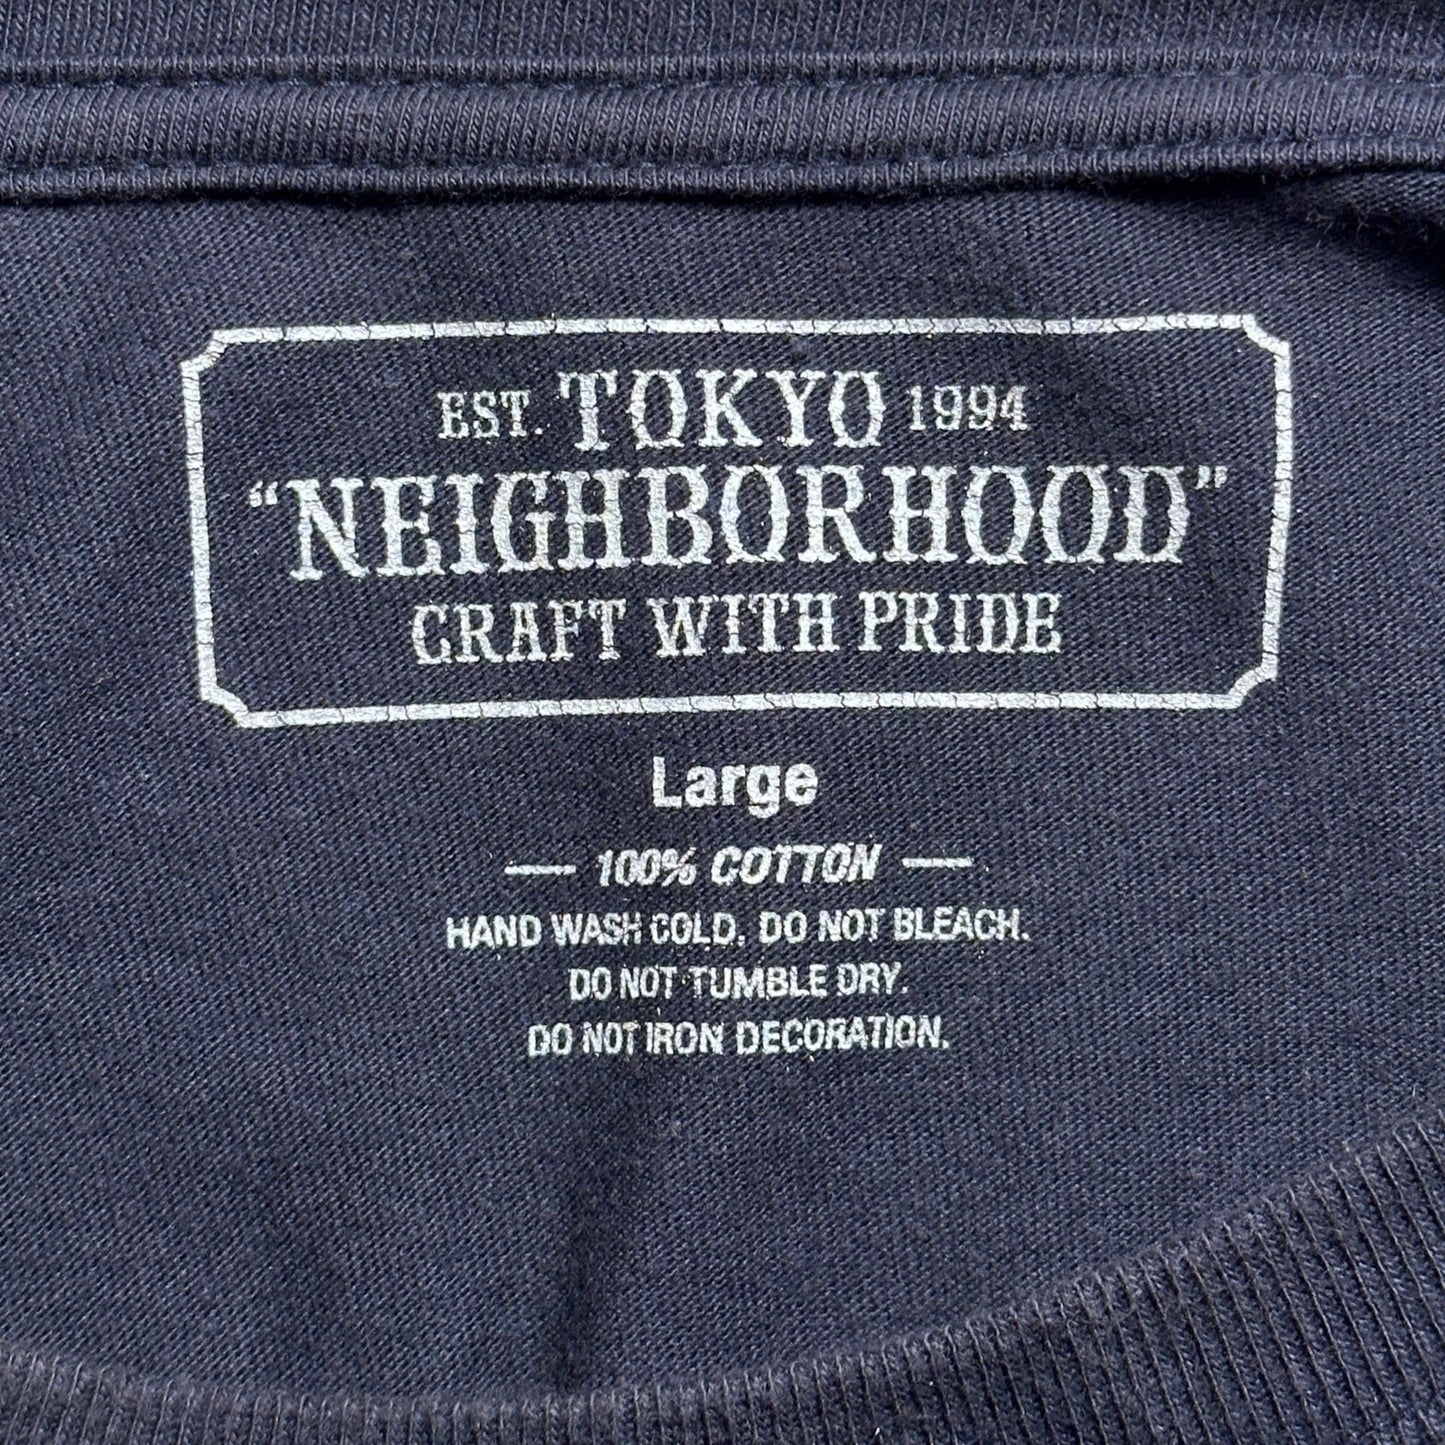 EST. TOKYO 1994
“NEIGHBORHOOD”
CRAFT WITH PRIDE
Large
— 100% COTTON —
HAND WASH COLD. DO NOT BLEACH.
DO NOT TUMBLE DRY.
DO NOT IRON DECORATION.